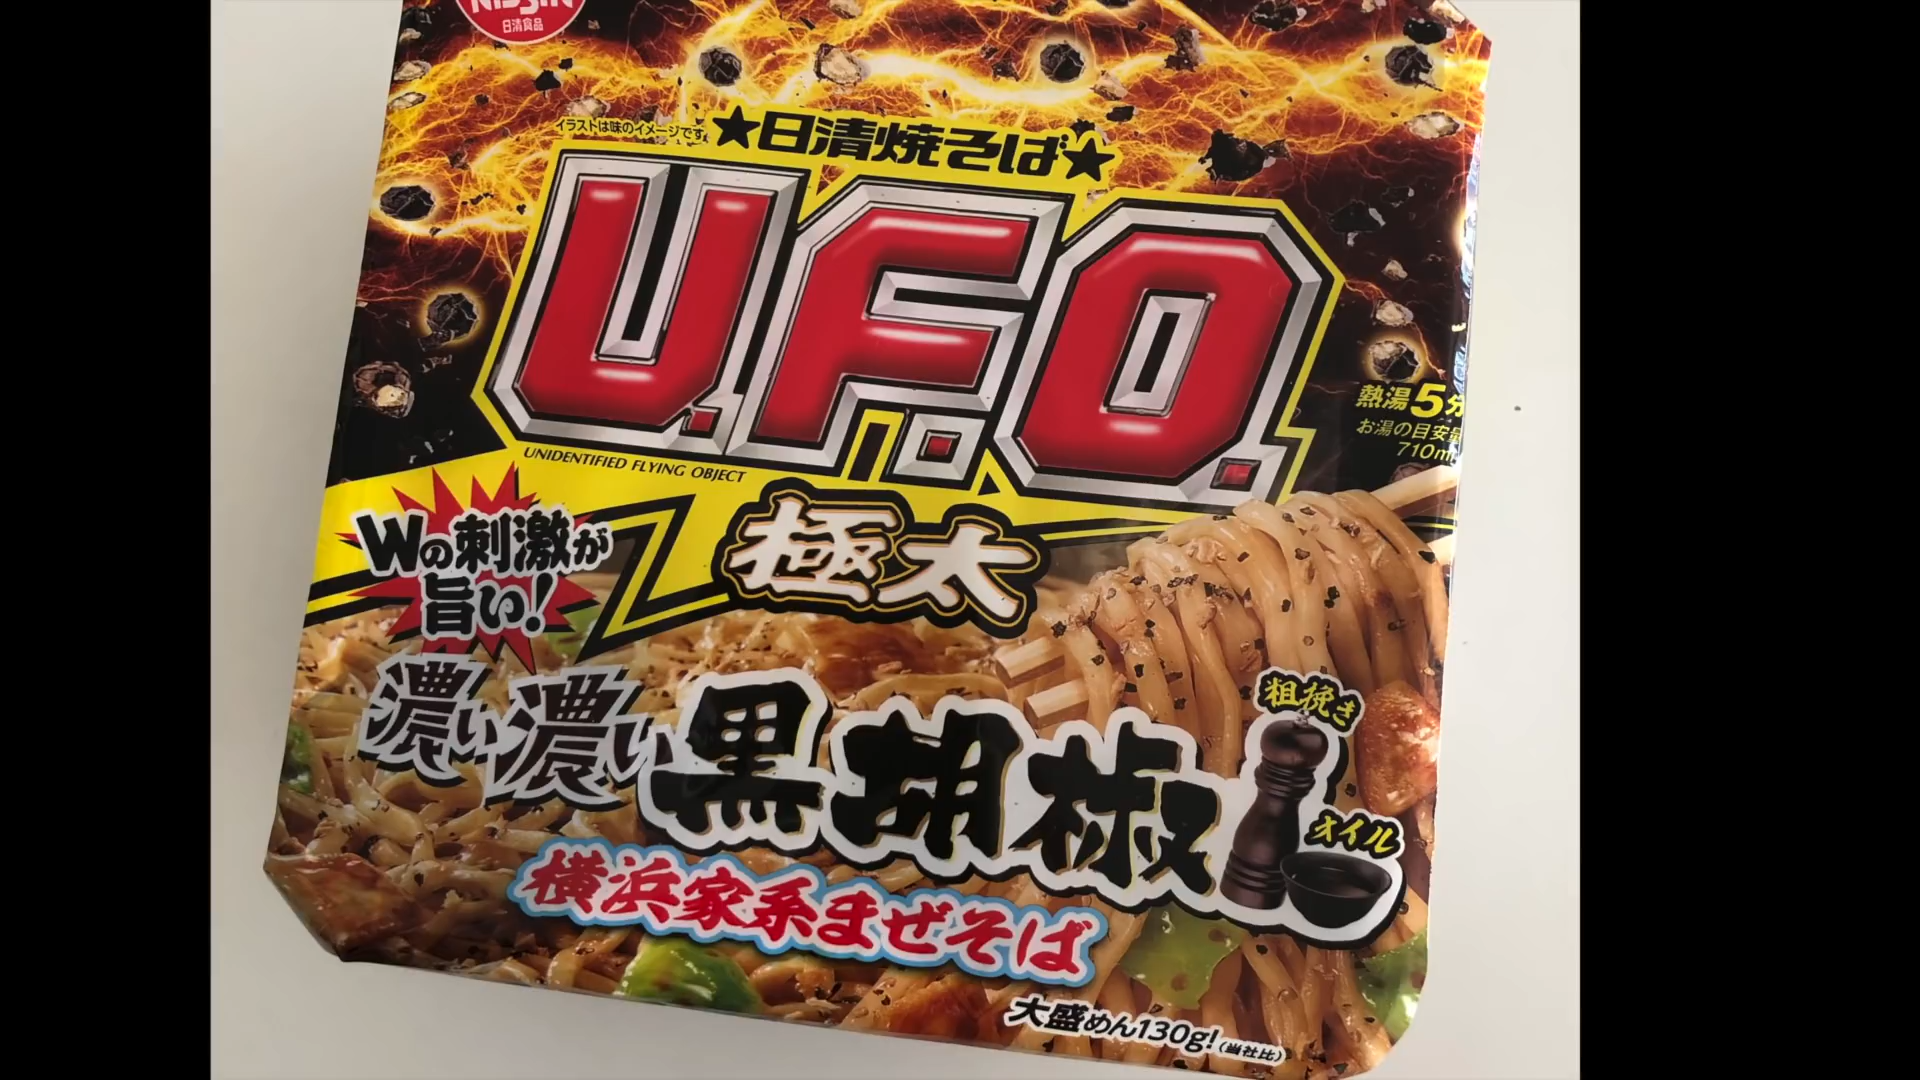 NISSIN
日清食品
イラストは味のイメージです。
★日清焼そば★
U.F.O.
UNIDENTIFIED FLYING OBJECT
熱湯5分
お湯の目安量
710m
Wの刺激が
旨い!
極太
濃い濃い黒胡椒
粗挽き
オイル
横浜家系まぜそば
大盛めん130g!(当社比)